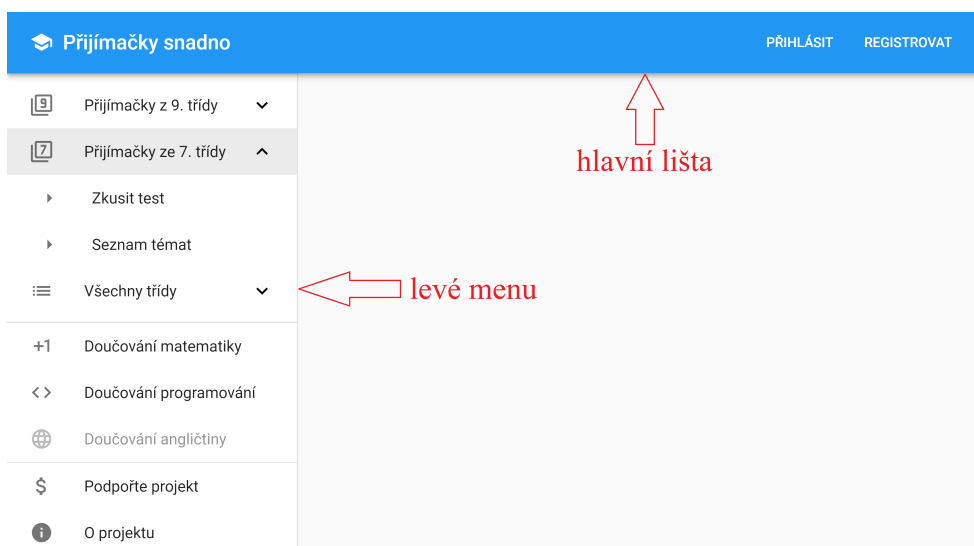 Přijímačky snadno
PŘIHLÁSIT REGISTROVAT
9 Přijímačky z 9. třídy
7 Přijímačky ze 7. třídy
Zkusit test
Seznam témat
Všechny třídy
+1 Doučování matematiky
Doučování programování
Doučování angličtiny
$ Podpořte projekt
O projektu
hlavní lišta
levé menu